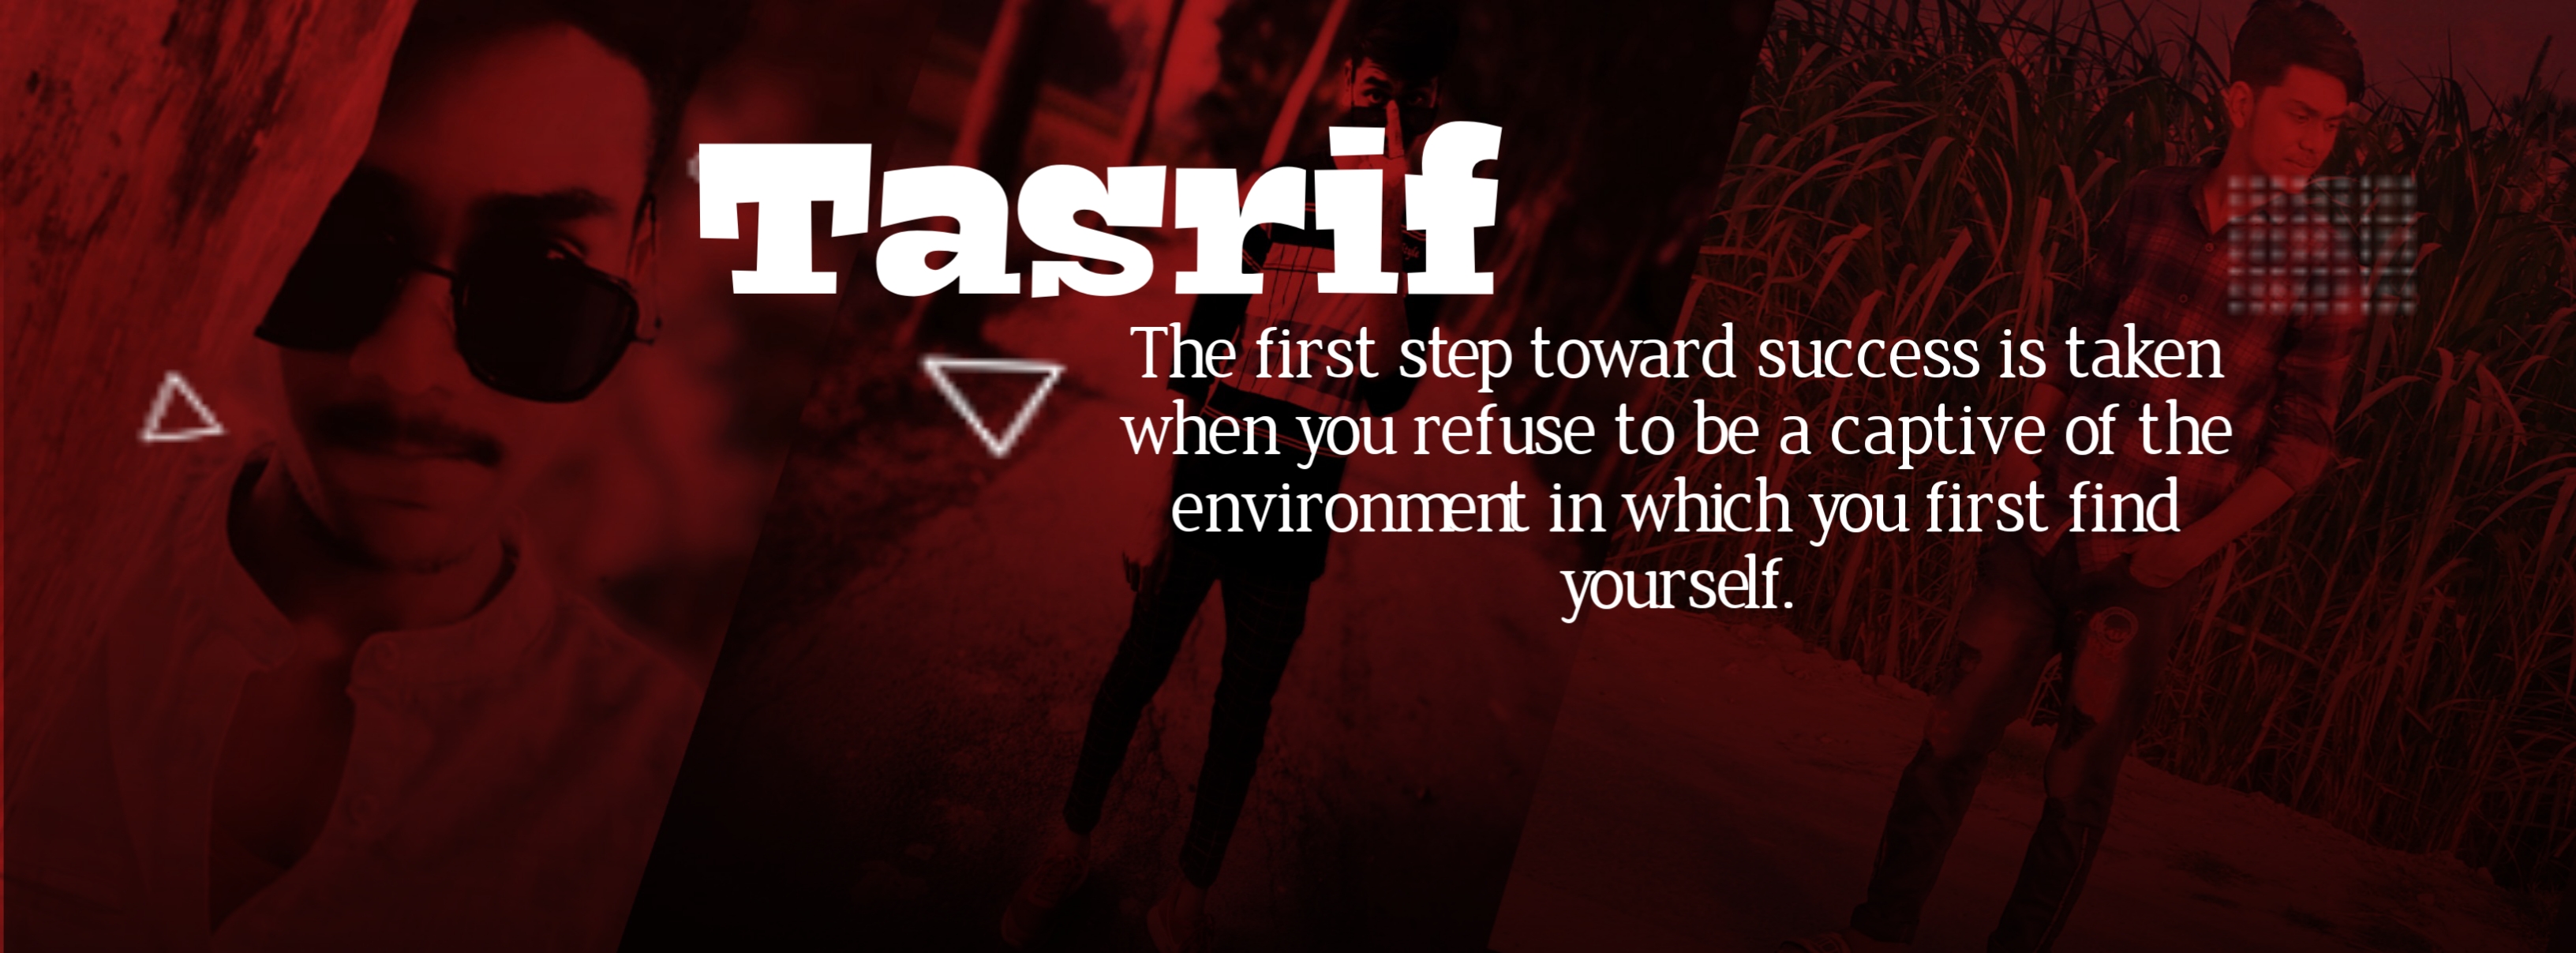 Tasrif
The first step toward success is taken
when you refuse to be a captive of the
environment in which you first find
yourself.